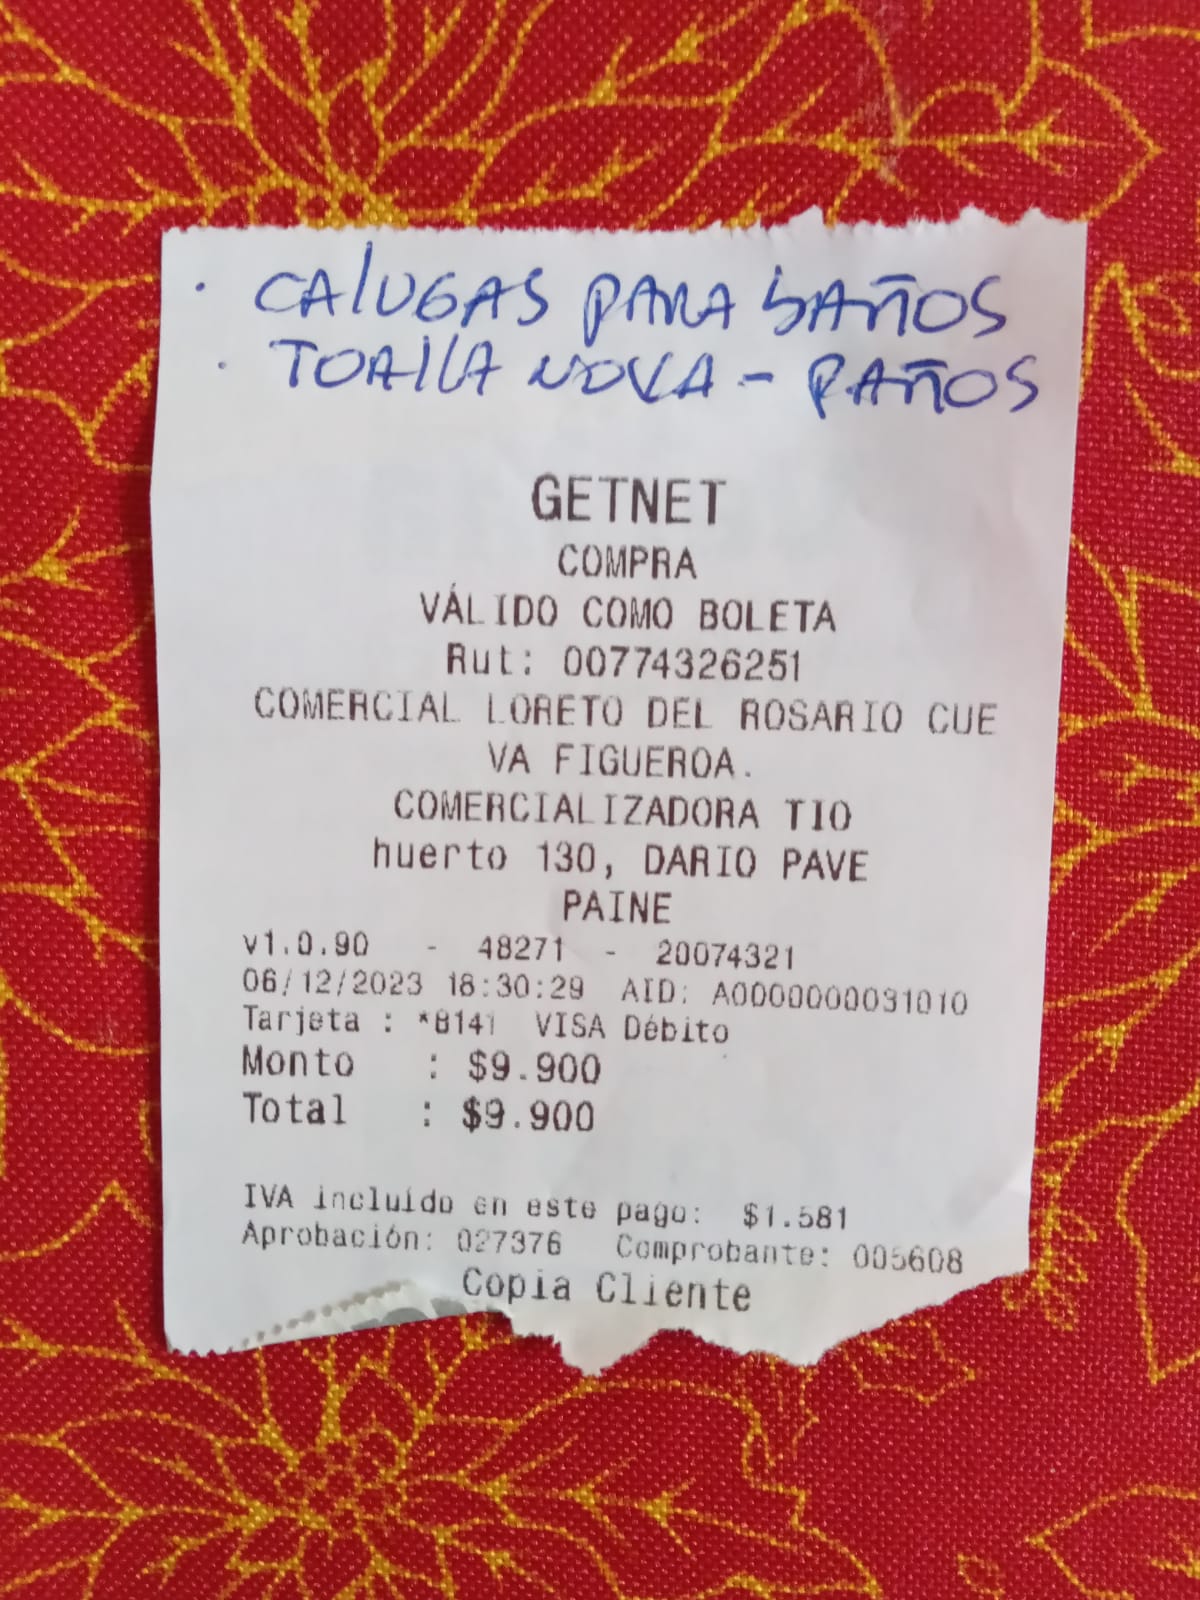 · CALUGAS PARA bAÑOS
· TOALLA NOVA - PAÑOS
GETNET
COMPRA
VÁLIDO COMO BOLETA
Rut: 00774326251
COMERCIAL LORETO DEL ROSARIO CUE
VA FIGUEROA.
COMERCIALIZADORA TIO
huerto 130, DARIO PAVE
PAINE
v1.0.90 - 48271 - 20074321
06/12/2023 18:30:29 AID: A0000000031010
Tarjeta : *8141 VISA Débito
Monto : $9.900
Total : $9.900
IVA incluído en este pago: $1.581
Aprobación: 027376 Comprobante: 005608
Copia Cliente